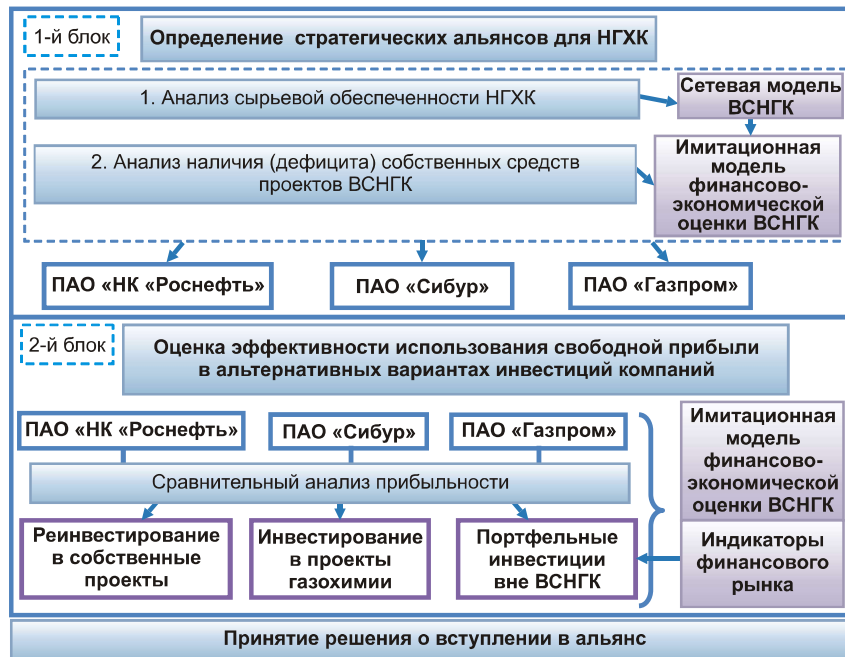 1-й блок
Определение стратегических альянсов для НГХК
1. Анализ сырьевой обеспеченности НГХК
Сетевая модель
ВСНГК
2. Анализ наличия (дефицита) собственных средств
проектов ВСНГК
Имитационная
модель
финансово-
экономической
оценки ВСНГК
ПАО «НК «Роснефть»
ПАО «Сибур»
ПАО «Газпром»
2-й блок
Оценка эффективности использования свободной прибыли
в альтернативных вариантах инвестиций компаний
ПАО «НК «Роснефть»
ПАО «Сибур»
ПАО «Газпром»
Имитационная
модель
финансово-
экономической
оценки ВСНГК
Сравнительный анализ прибыльности
Реинвестирование
в собственные
проекты
Инвестирование
в проекты
газохимии
Портфельные
инвестиции
вне ВСНГК
Индикаторы
финансового
рынка
Принятие решения о вступлении в альянс